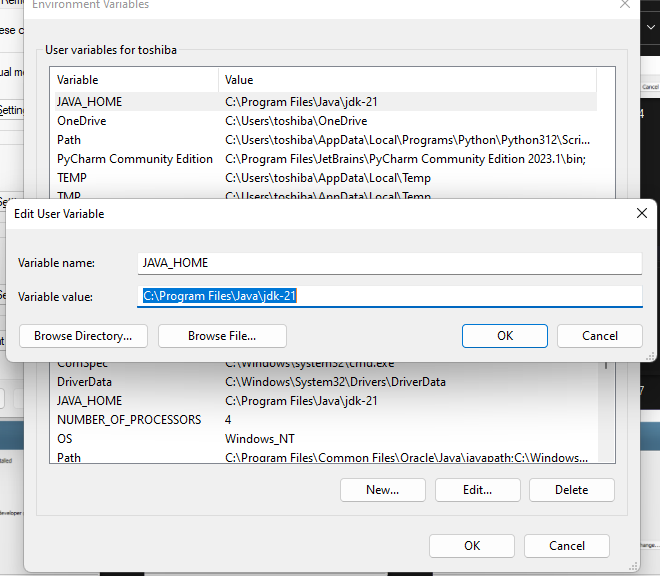 Environment Variables
User variables for toshiba
Variable Value
JAVA_HOME C:\Program Files\Java\jdk-21
OneDrive C:\Users\toshiba\OneDrive
Path C:\Users\toshiba\AppData\Local\Programs\Python\Python312\Scri...
PyCharm Community Edition C:\Program Files\JetBrains\PyCharm Community Edition 2023.1\bin;
TEMP C:\Users\toshiba\AppData\Local\Temp
TMP C:\Users\toshiba\AppData\Local\Temp
Edit User Variable
Variable name: JAVA_HOME
Variable value: C:\Program Files\Java\jdk-21
Browse Directory... Browse File... OK Cancel
ComSpec C:\Windows\system32\cmd.exe
DriverData C:\Windows\System32\Drivers\DriverData
JAVA_HOME C:\Program Files\Java\jdk-21
NUMBER_OF_PROCESSORS 4
OS Windows_NT
Path C:\Program Files\Common Files\Oracle\Java\javapath;C:\Windows...
New... Edit... Delete
OK Cancel
Cancel